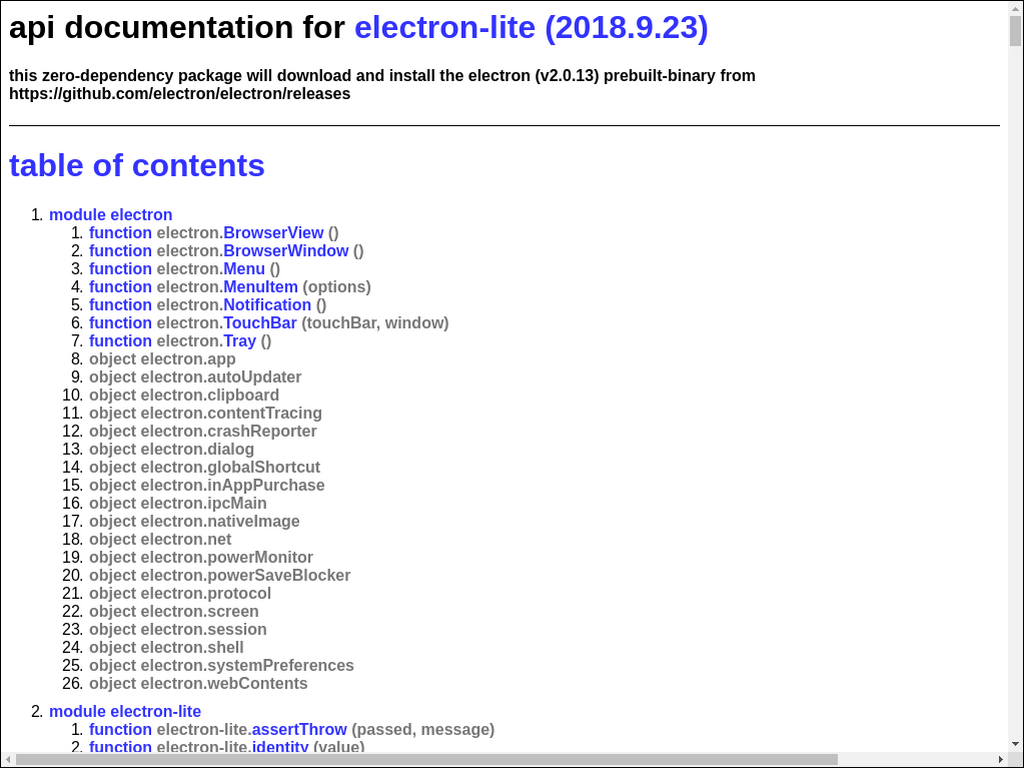 api documentation for electron-lite (2018.9.23)
this zero-dependency package will download and install the electron (v2.0.13) prebuilt-binary from
https://github.com/electron/electron/releases
table of contents
1. module electron
1. function electron.BrowserView ()
2. function electron.BrowserWindow ()
3. function electron.Menu ()
4. function electron.MenuItem (options)
5. function electron.Notification ()
6. function electron.TouchBar (touchBar, window)
7. function electron.Tray ()
8. object electron.app
9. object electron.autoUpdater
10. object electron.clipboard
11. object electron.contentTracing
12. object electron.crashReporter
13. object electron.dialog
14. object electron.globalShortcut
15. object electron.inAppPurchase
16. object electron.ipcMain
17. object electron.nativeImage
18. object electron.net
19. object electron.powerMonitor
20. object electron.powerSaveBlocker
21. object electron.protocol
22. object electron.screen
23. object electron.session
24. object electron.shell
25. object electron.systemPreferences
26. object electron.webContents
2. module electron-lite
1. function electron-lite.assertThrow (passed, message)
2. function electron-lite.identity (value)